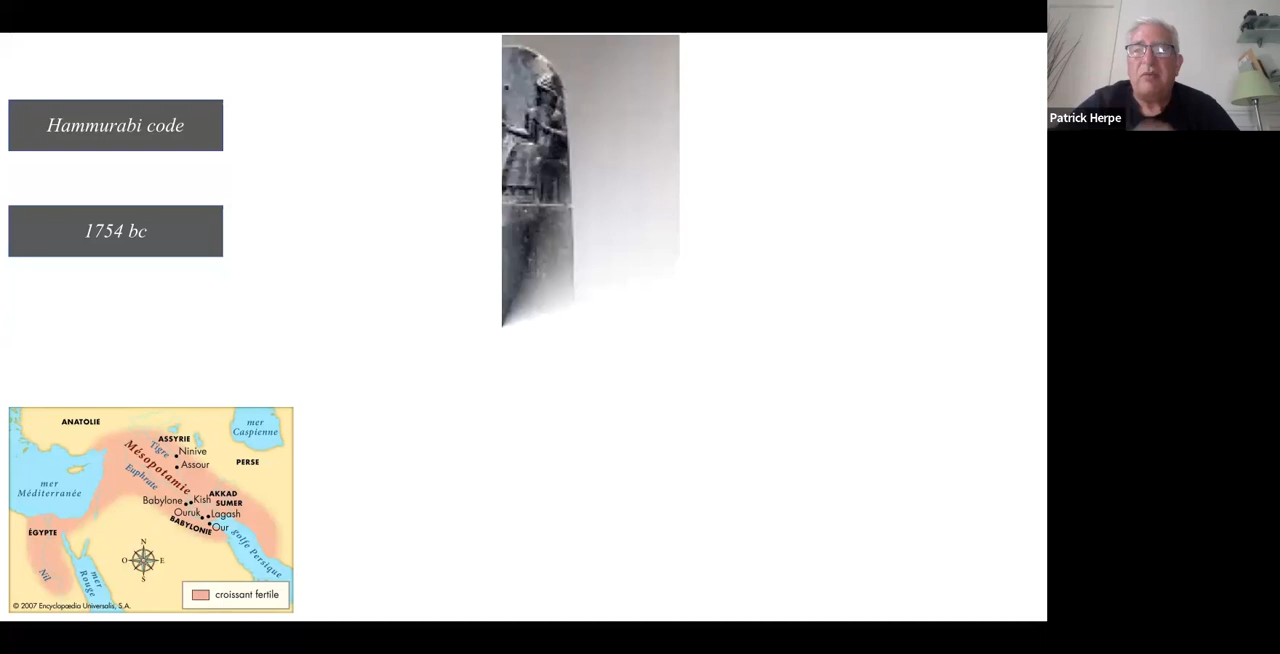 Hammurabi code
1754 bc
Patrick Herpe
ANATOLIE
mer
Caspienne
ASSYRIE
Tigre
Ninive
Mésopotamie
Assour
PERSE
Euphrate
mer
Méditerranée
AKKAD
Babylone
Kish
SUMER
Ouruk
Lagash
BABYLONIE
Our
ÉGYPTE
golfe Persique
N
O
E
S
Nil
mer
Rouge
croissant fertile
© 2007 Encyclopædia Universalis, S.A.